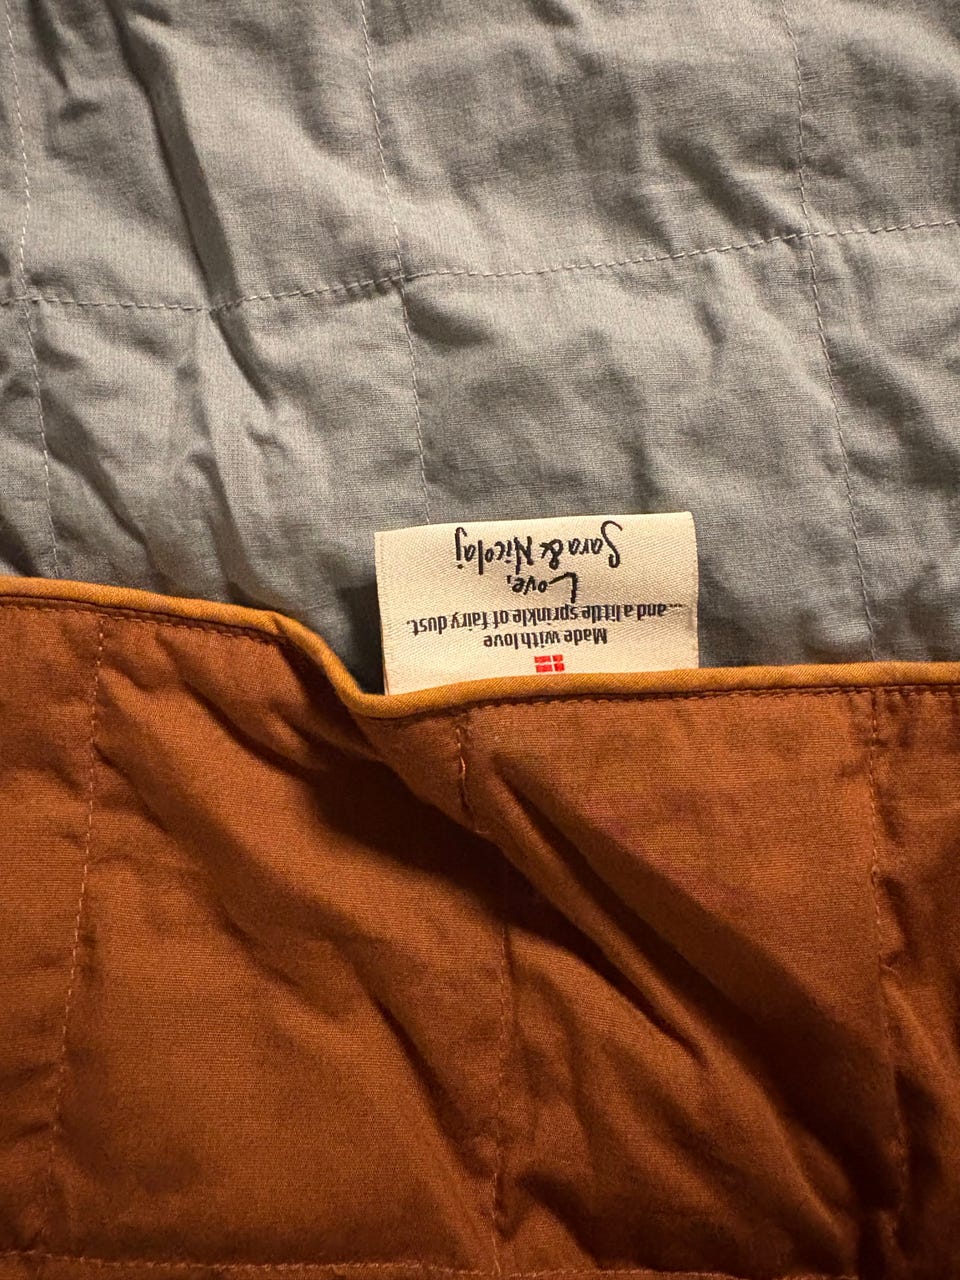 Made with love
...and a little sprinkle of fairy dust.
Love,
Sara & Nicolaj